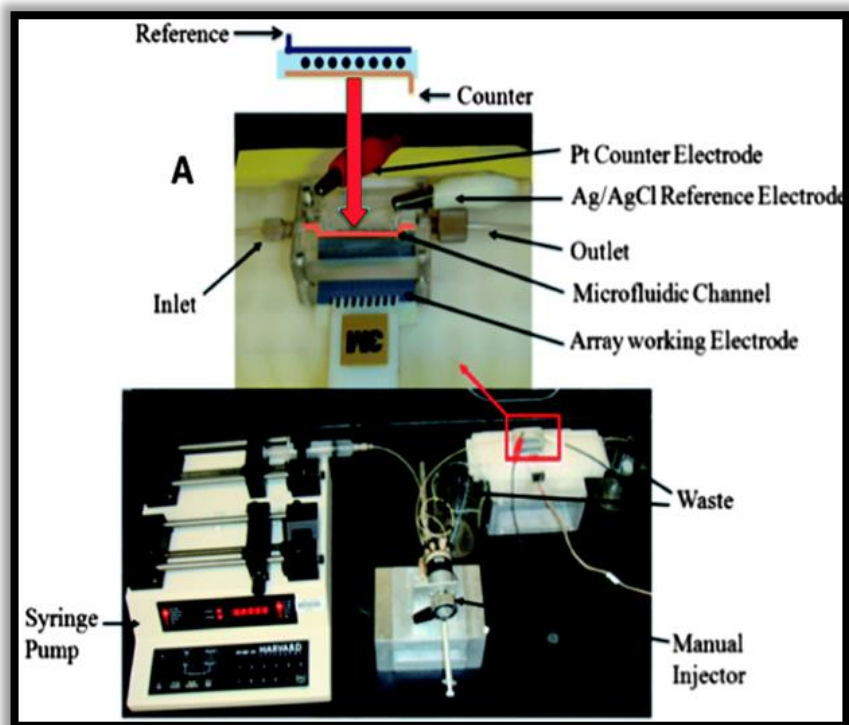 Reference
Counter
A
Pt Counter Electrode
Ag/AgCl Reference Electrode
Outlet
Inlet
Microfluidic Channel
Array working Electrode
3M
Waste
Syringe
Pump
HARVARD
Manual
Injector